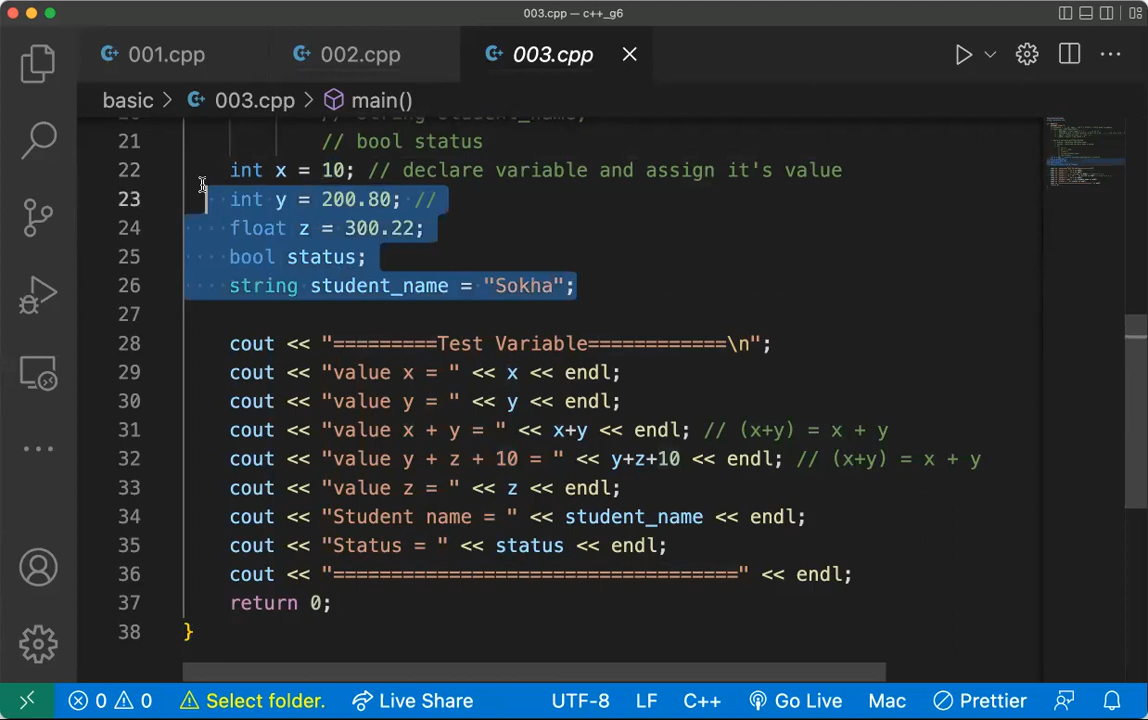 003.cpp — c++_g6
001.cpp 002.cpp 003.cpp
basic > 003.cpp > main()
20 // string student_name;
21 // bool status
22 int x = 10; // declare variable and assign it's value
23 int y = 200.80; //
24 float z = 300.22;
25 bool status;
26 string student_name = "Sokha";
27
28 cout << "=========Test Variable============\n";
29 cout << "value x = " << x << endl;
30 cout << "value y = " << y << endl;
31 cout << "value x + y = " << x+y << endl; // (x+y) = x + y
32 cout << "value y + z + 10 = " << y+z+10 << endl; // (x+y) = x + y
33 cout << "value z = " << z << endl;
34 cout << "Student name = " << student_name << endl;
35 cout << "Status = " << status << endl;
36 cout << "===================================" << endl;
37 return 0;
38 }
0 0 Select folder. Live Share UTF-8 LF C++ Go Live Mac Prettier